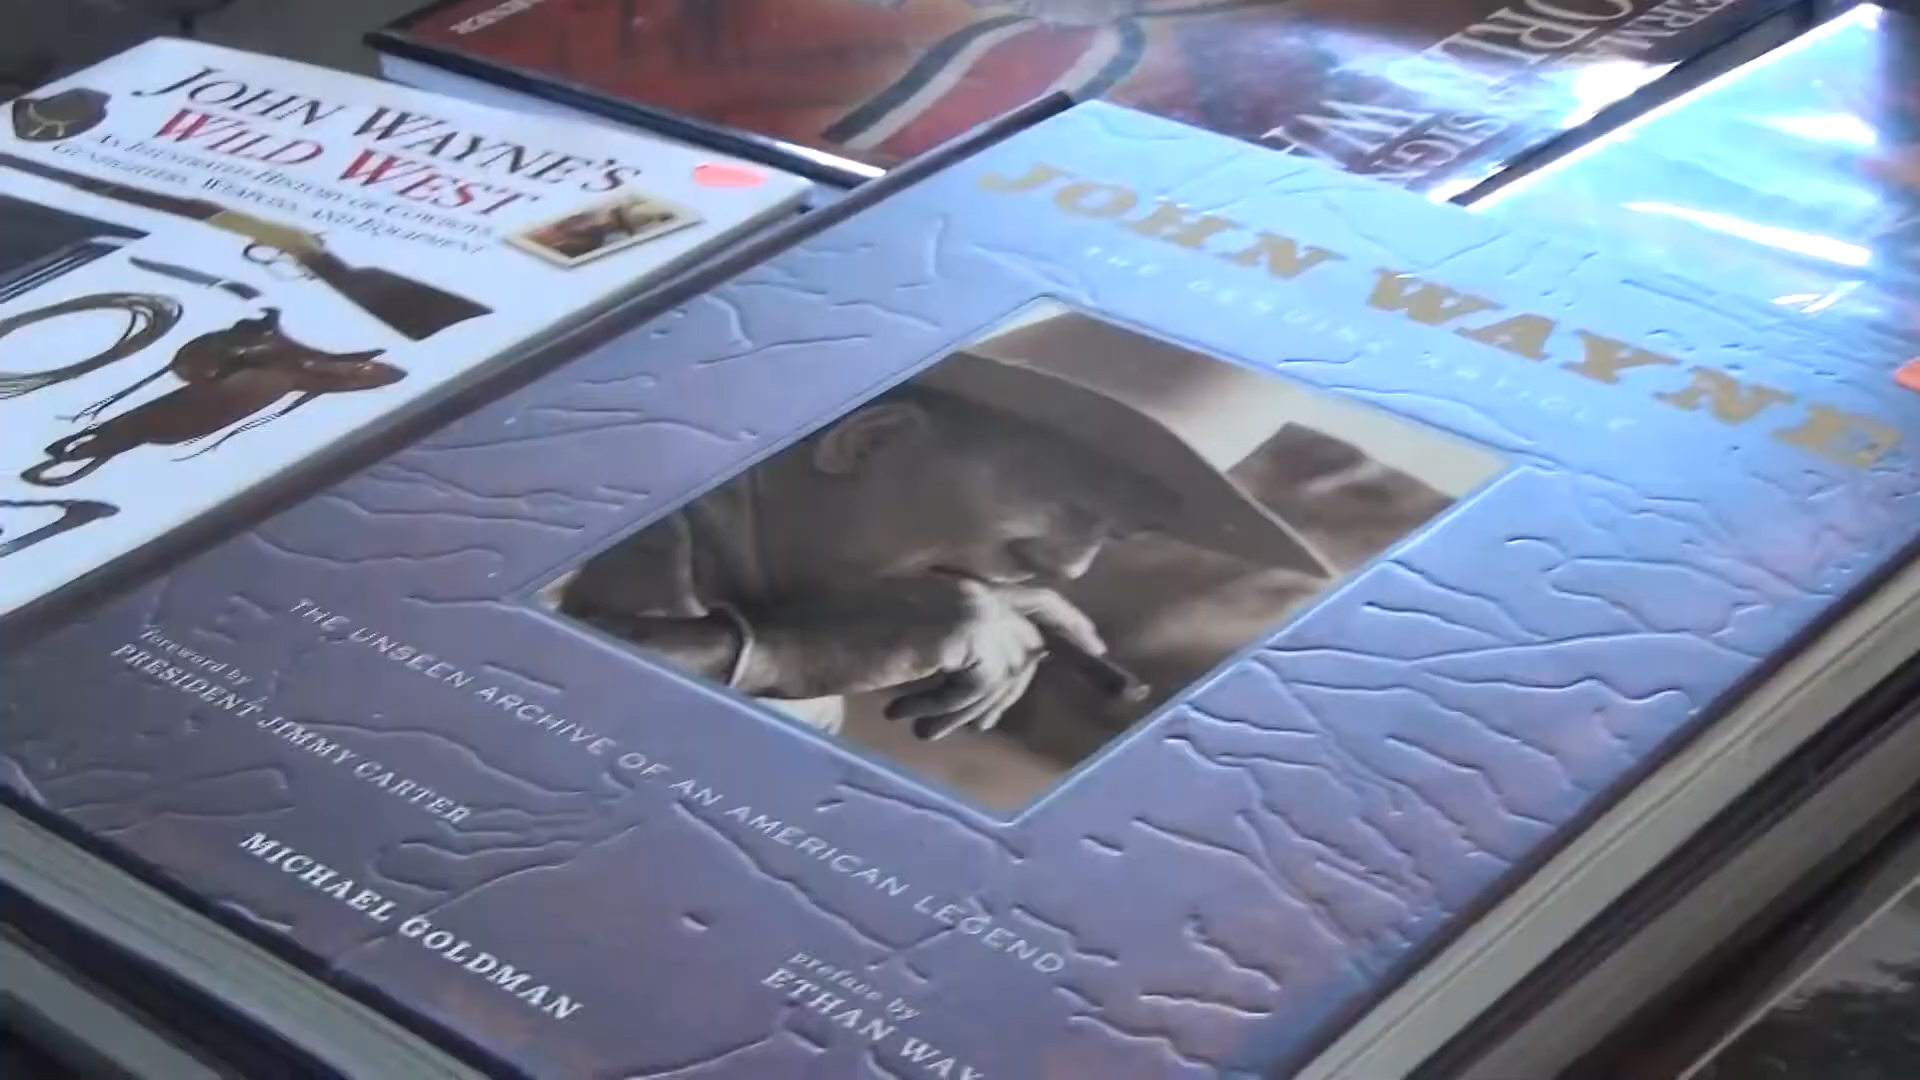 JOHN WAYNE'S
WILD WEST
AN ILLUSTRATED HISTORY OF COWBOYS,
GUNFIGHTERS, WEAPONS, AND EQUIPMENT
JOHN WAYNE
THE GENUINE ARTICLE
THE UNSEEN ARCHIVE OF AN AMERICAN LEGEND
foreword by
PRESIDENT JIMMY CARTER
MICHAEL GOLDMAN
preface by
ETHAN WAY